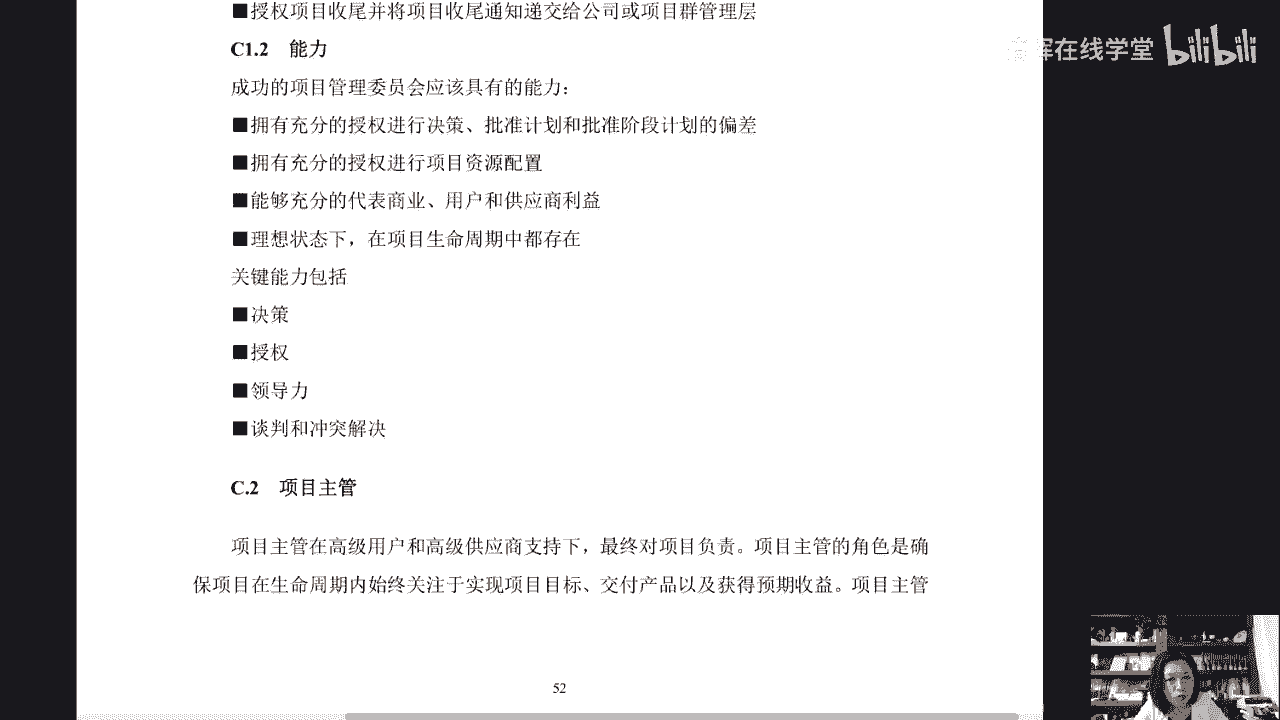 ■授权项目收尾并将项目收尾通知递交给公司或项目群管理层
C1.2 能力
成功的项目管理委员会应该具有的能力：
■拥有充分的授权进行决策、批准计划和批准阶段计划的偏差
■拥有充分的授权进行项目资源配置
■能够充分的代表商业、用户和供应商利益
■理想状态下，在项目生命周期中都存在
关键能力包括
■决策
■授权
■领导力
■谈判和冲突解决
C.2 项目主管
项目主管在高级用户和高级供应商支持下，最终对项目负责。项目主管的角色是确
保项目在生命周期内始终关注于实现项目目标、交付产品以及获得预期收益。项目主管
52
晖在线学堂 bilibili